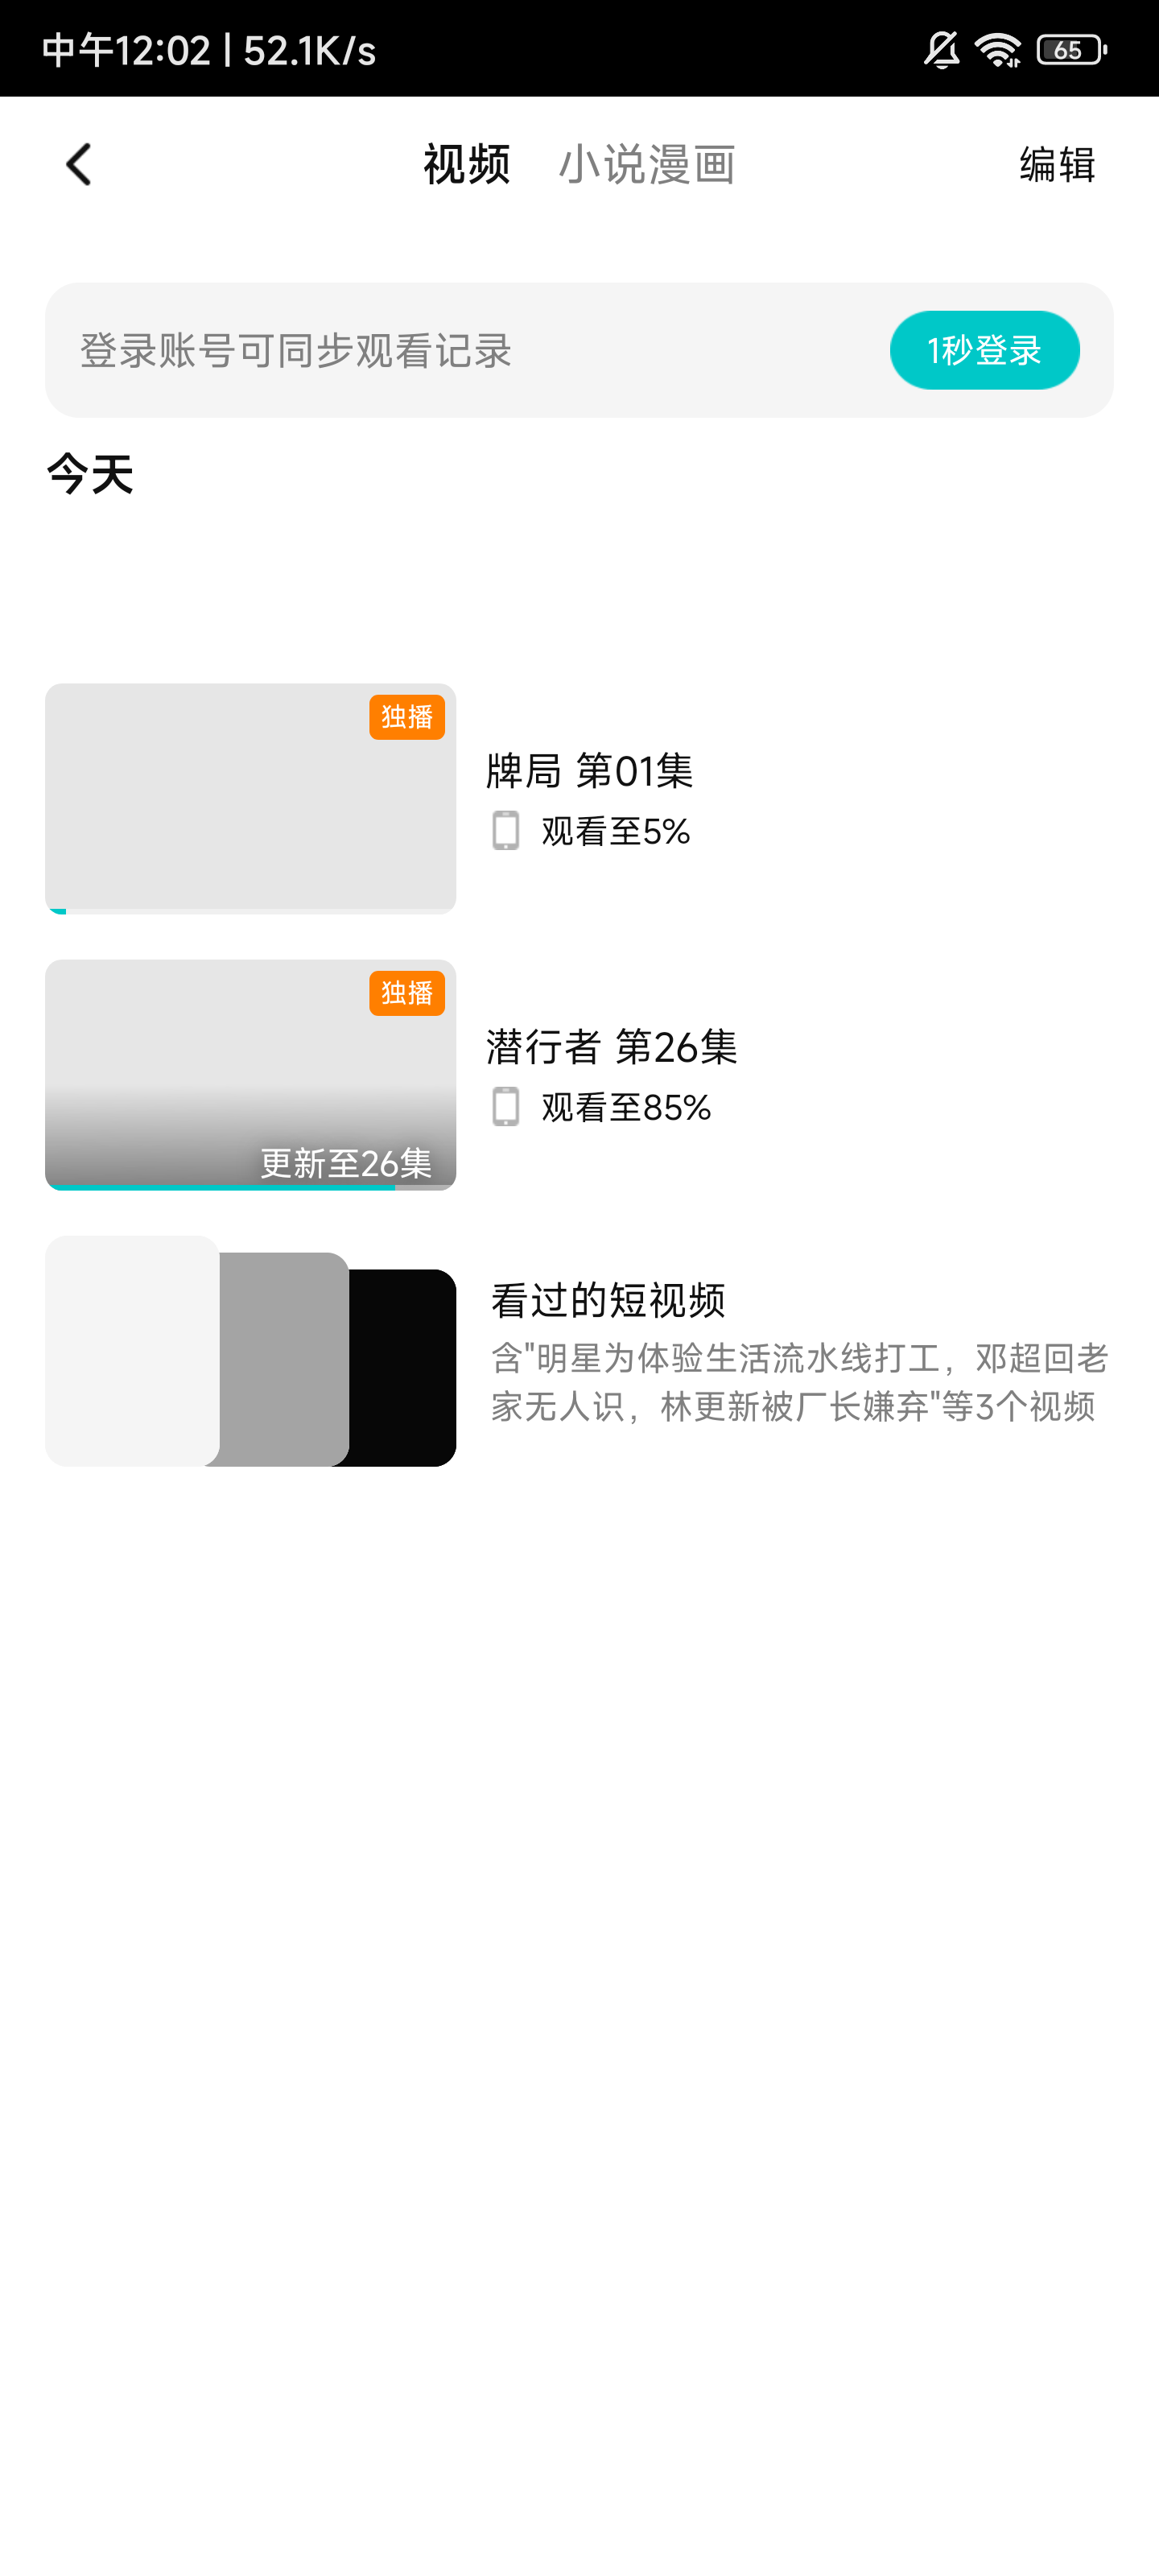 中午12:02 | 52.1K/s
65
视频 小说漫画 编辑
登录账号可同步观看记录 1秒登录
今天
独播
牌局 第01集
观看至5%
独播
潜行者 第26集
观看至85%
更新至26集
看过的短视频
含"明星为体验生活流水线打工，邓超回老
家无人识，林更新被厂长嫌弃"等3个视频